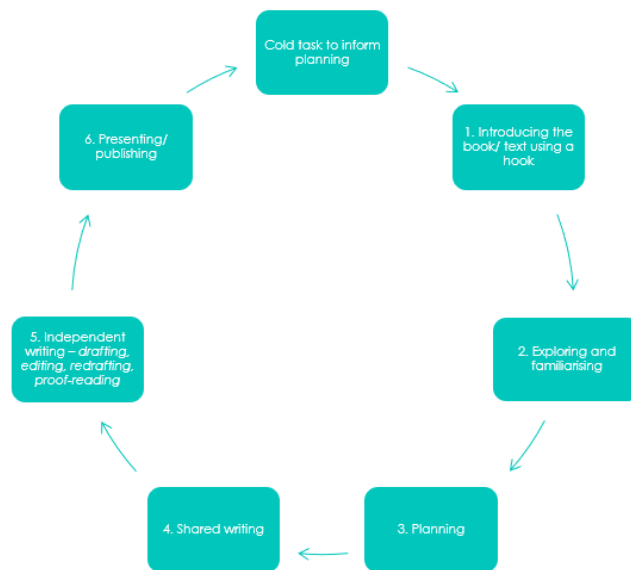 Cold task to inform
planning
1. Introducing the
book/ text using a
hook
2. Exploring and
familiarising
3. Planning
4. Shared writing
5. Independent
writing – drafting,
editing, redrafting,
proof-reading
6. Presenting/
publishing